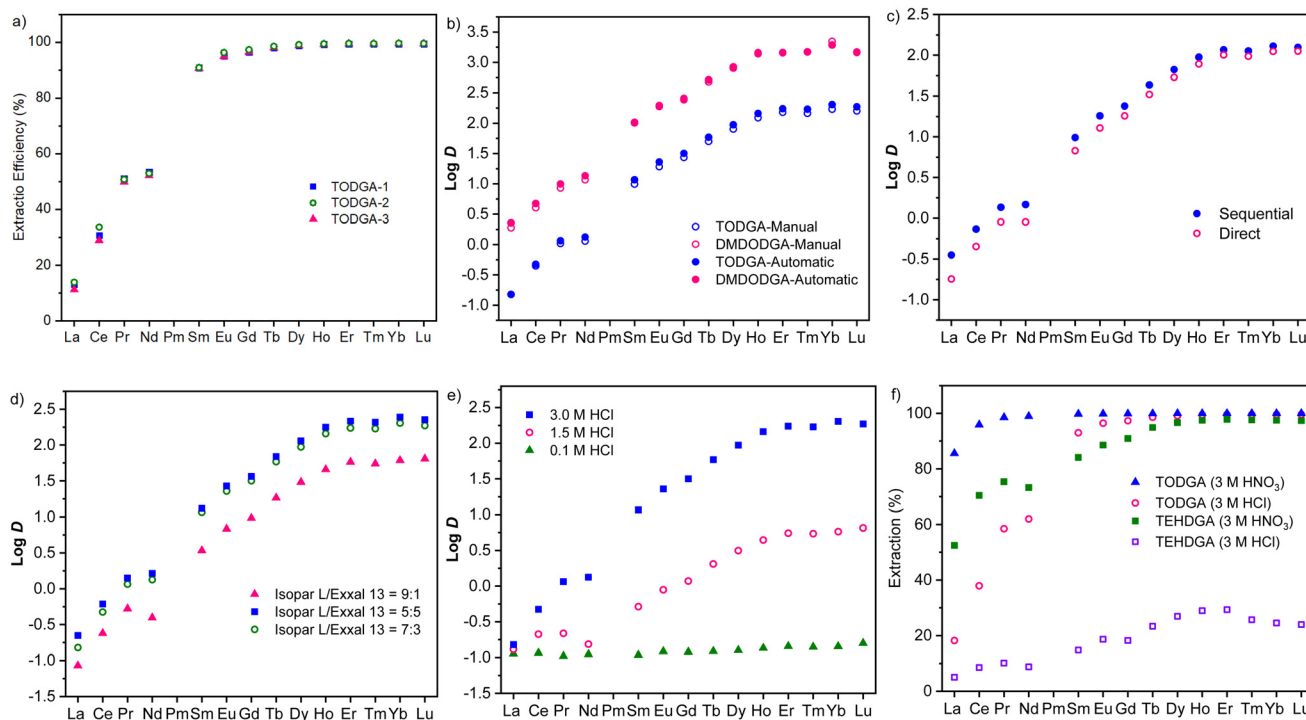 a)
Extractio Efficiency (%)
100
80
60
40
20
0
TODGA-1
TODGA-2
TODGA-3
La Ce Pr Nd Pm Sm Eu Gd Tb Dy Ho Er Tm Yb Lu
b)
Log D
3.5
3.0
2.5
2.0
1.5
1.0
0.5
0.0
-0.5
-1.0
TODGA-Manual
DMDODGA-Manual
TODGA-Automatic
DMDODGA-Automatic
La Ce Pr Nd Pm Sm Eu Gd Tb Dy Ho Er Tm Yb Lu
c)
Log D
2.5
2.0
1.5
1.0
0.5
0.0
-0.5
-1.0
Sequential
Direct
La Ce Pr Nd Pm Sm Eu Gd Tb Dy Ho Er Tm Yb Lu
d)
Log D
2.5
2.0
1.5
1.0
0.5
0.0
-0.5
-1.0
-1.5
Isopar L/Exxal 13 = 9:1
Isopar L/Exxal 13 = 5:5
Isopar L/Exxal 13 = 7:3
La Ce Pr Nd Pm Sm Eu Gd Tb Dy Ho Er Tm Yb Lu
e)
Log D
2.5
2.0
1.5
1.0
0.5
0.0
-0.5
-1.0
-1.5
3.0 M HCl
1.5 M HCl
0.1 M HCl
La Ce Pr Nd Pm Sm Eu Gd Tb Dy Ho Er Tm Yb Lu
f)
Extraction (%)
100
80
60
40
20
0
TODGA (3 M HNO₃)
TODGA (3 M HCl)
TEHDGA (3 M HNO₃)
TEHDGA (3 M HCl)
La Ce Pr Nd Pm Sm Eu Gd Tb Dy Ho Er Tm Yb Lu